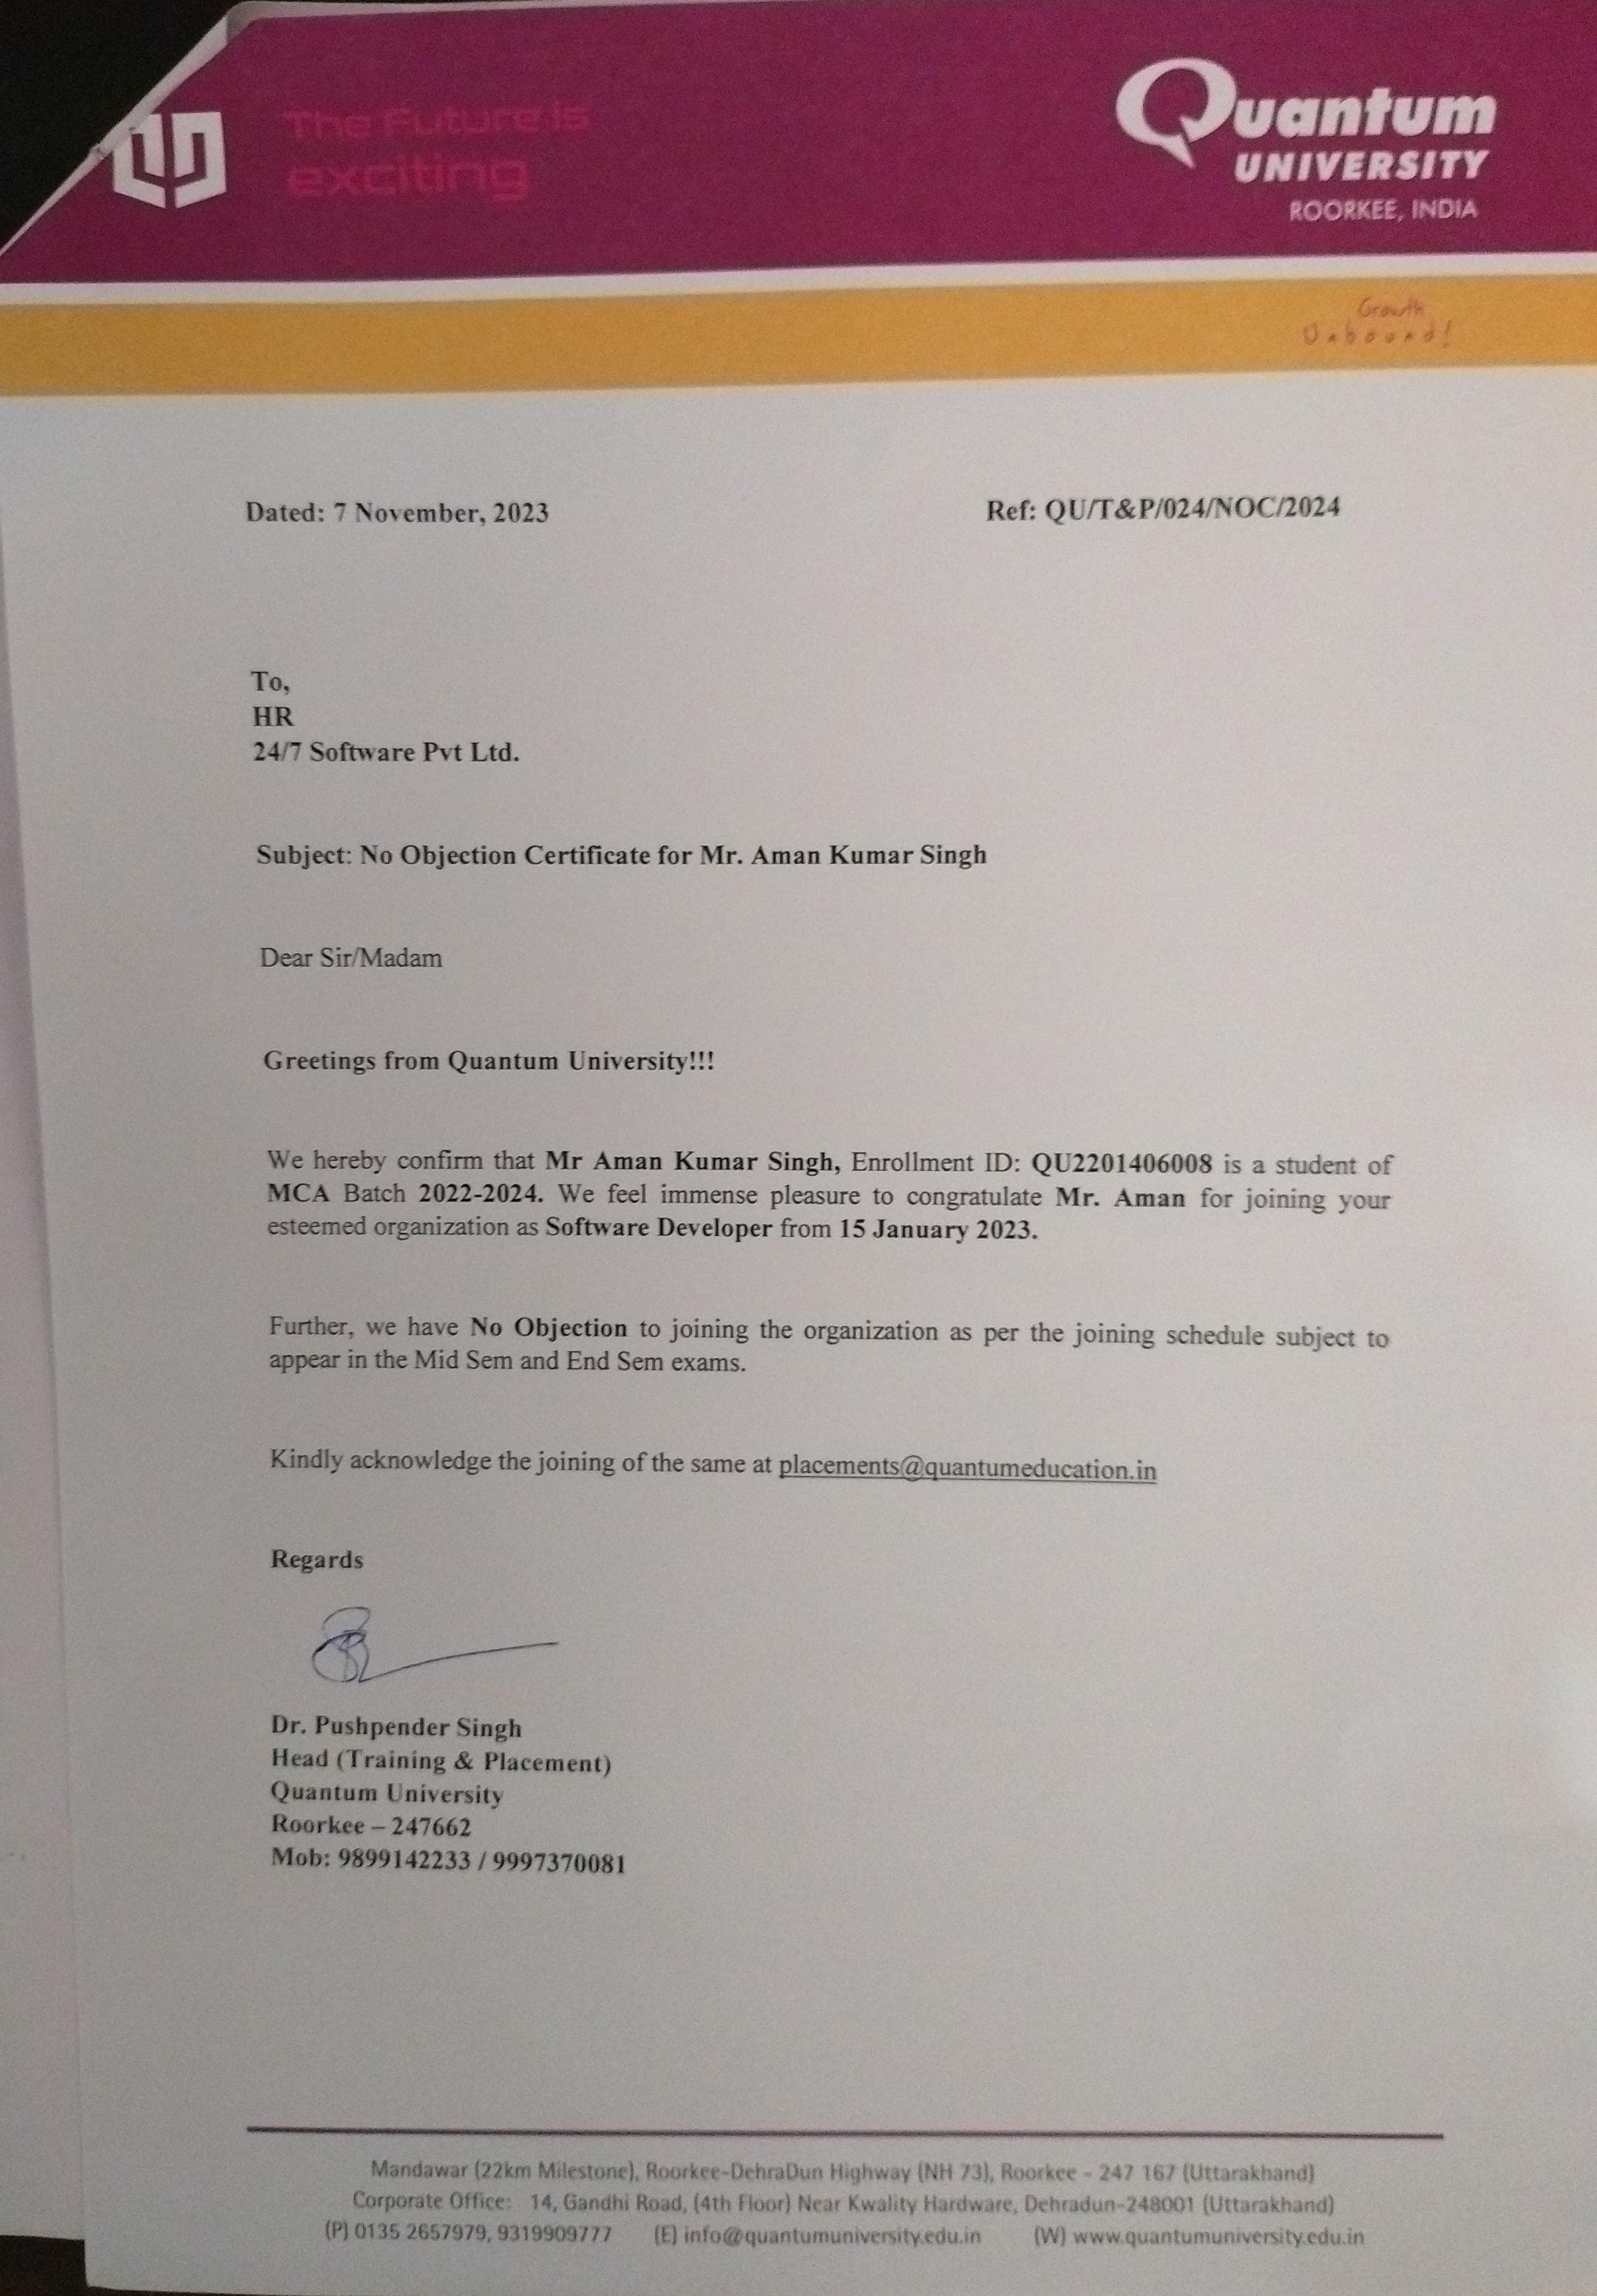 The Future is
exciting
Quantum
UNIVERSITY
ROORKEE, INDIA
Growth
Unbound!
Dated: 7 November, 2023
Ref: QU/T&P/024/NOC/2024
To,
HR
24/7 Software Pvt Ltd.
Subject: No Objection Certificate for Mr. Aman Kumar Singh
Dear Sir/Madam
Greetings from Quantum University!!!
We hereby confirm that Mr Aman Kumar Singh, Enrollment ID: QU2201406008 is a student of
MCA Batch 2022-2024. We feel immense pleasure to congratulate Mr. Aman for joining your
esteemed organization as Software Developer from 15 January 2023.
Further, we have No Objection to joining the organization as per the joining schedule subject to
appear in the Mid Sem and End Sem exams.
Kindly acknowledge the joining of the same at placements@quantumeducation.in
Regards
Dr. Pushpender Singh
Head (Training & Placement)
Quantum University
Roorkee – 247662
Mob: 9899142233 / 9997370081
Mandawar (22km Milestone), Roorkee-DehraDun Highway (NH 73), Roorkee - 247 167 (Uttarakhand)
Corporate Office: 14, Gandhi Road, (4th Floor) Near Kwality Hardware, Dehradun-248001 (Uttarakhand)
(P) 0135 2657979, 9319909777 (E) info@quantumuniversity.edu.in (W) www.quantumuniversity.edu.in